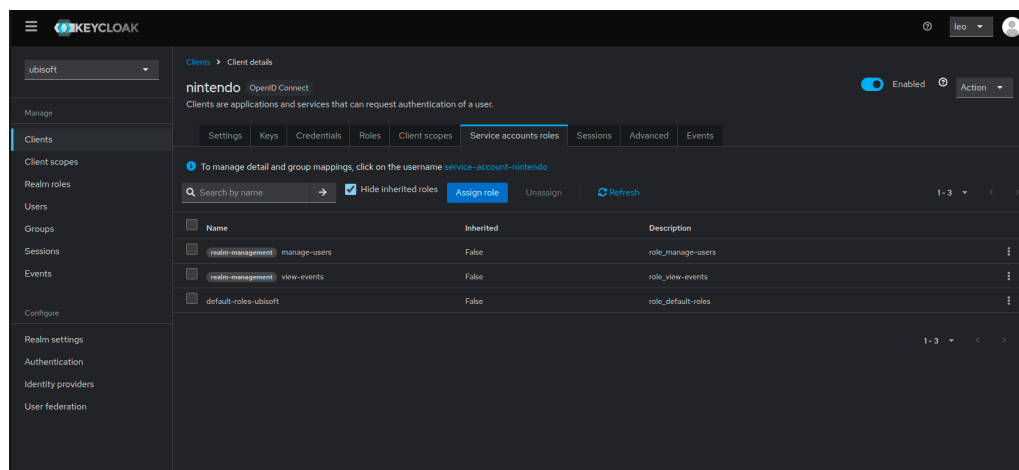 KEYCLOAK
leo
ubisoft
Manage
Clients
Client scopes
Realm roles
Users
Groups
Sessions
Events
Configure
Realm settings
Authentication
Identity providers
User federation
Clients > Client details
nintendo OpenID Connect
Enabled
Action
Clients are applications and services that can request authentication of a user.
Settings Keys Credentials Roles Client scopes Service accounts roles Sessions Advanced Events
To manage detail and group mappings, click on the username service-account-nintendo
Search by name Hide inherited roles Assign role Unassign Refresh 1-3
Name Inherited Description
realm-management manage-users False role_manage-users
realm-management view-events False role_view-events
default-roles-ubisoft False role_default-roles
1-3